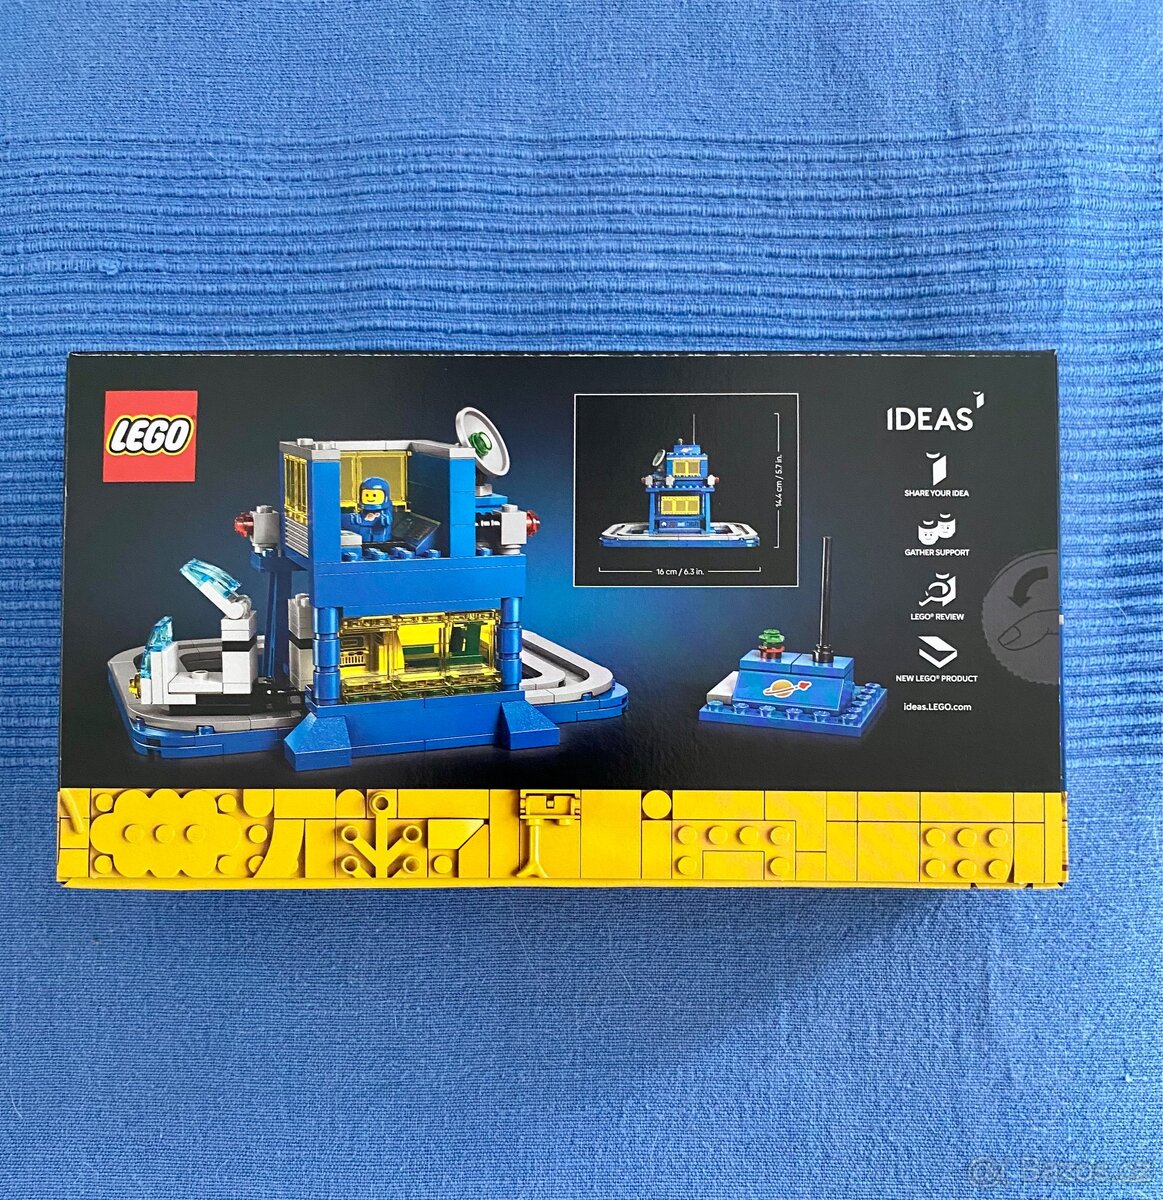 LEGO
IDEAS
SHARE YOUR IDEA
GATHER SUPPORT
LEGO® REVIEW
NEW LEGO® PRODUCT
ideas.LEGO.com
14.4 cm / 5.7 in.
16 cm / 6.3 in.